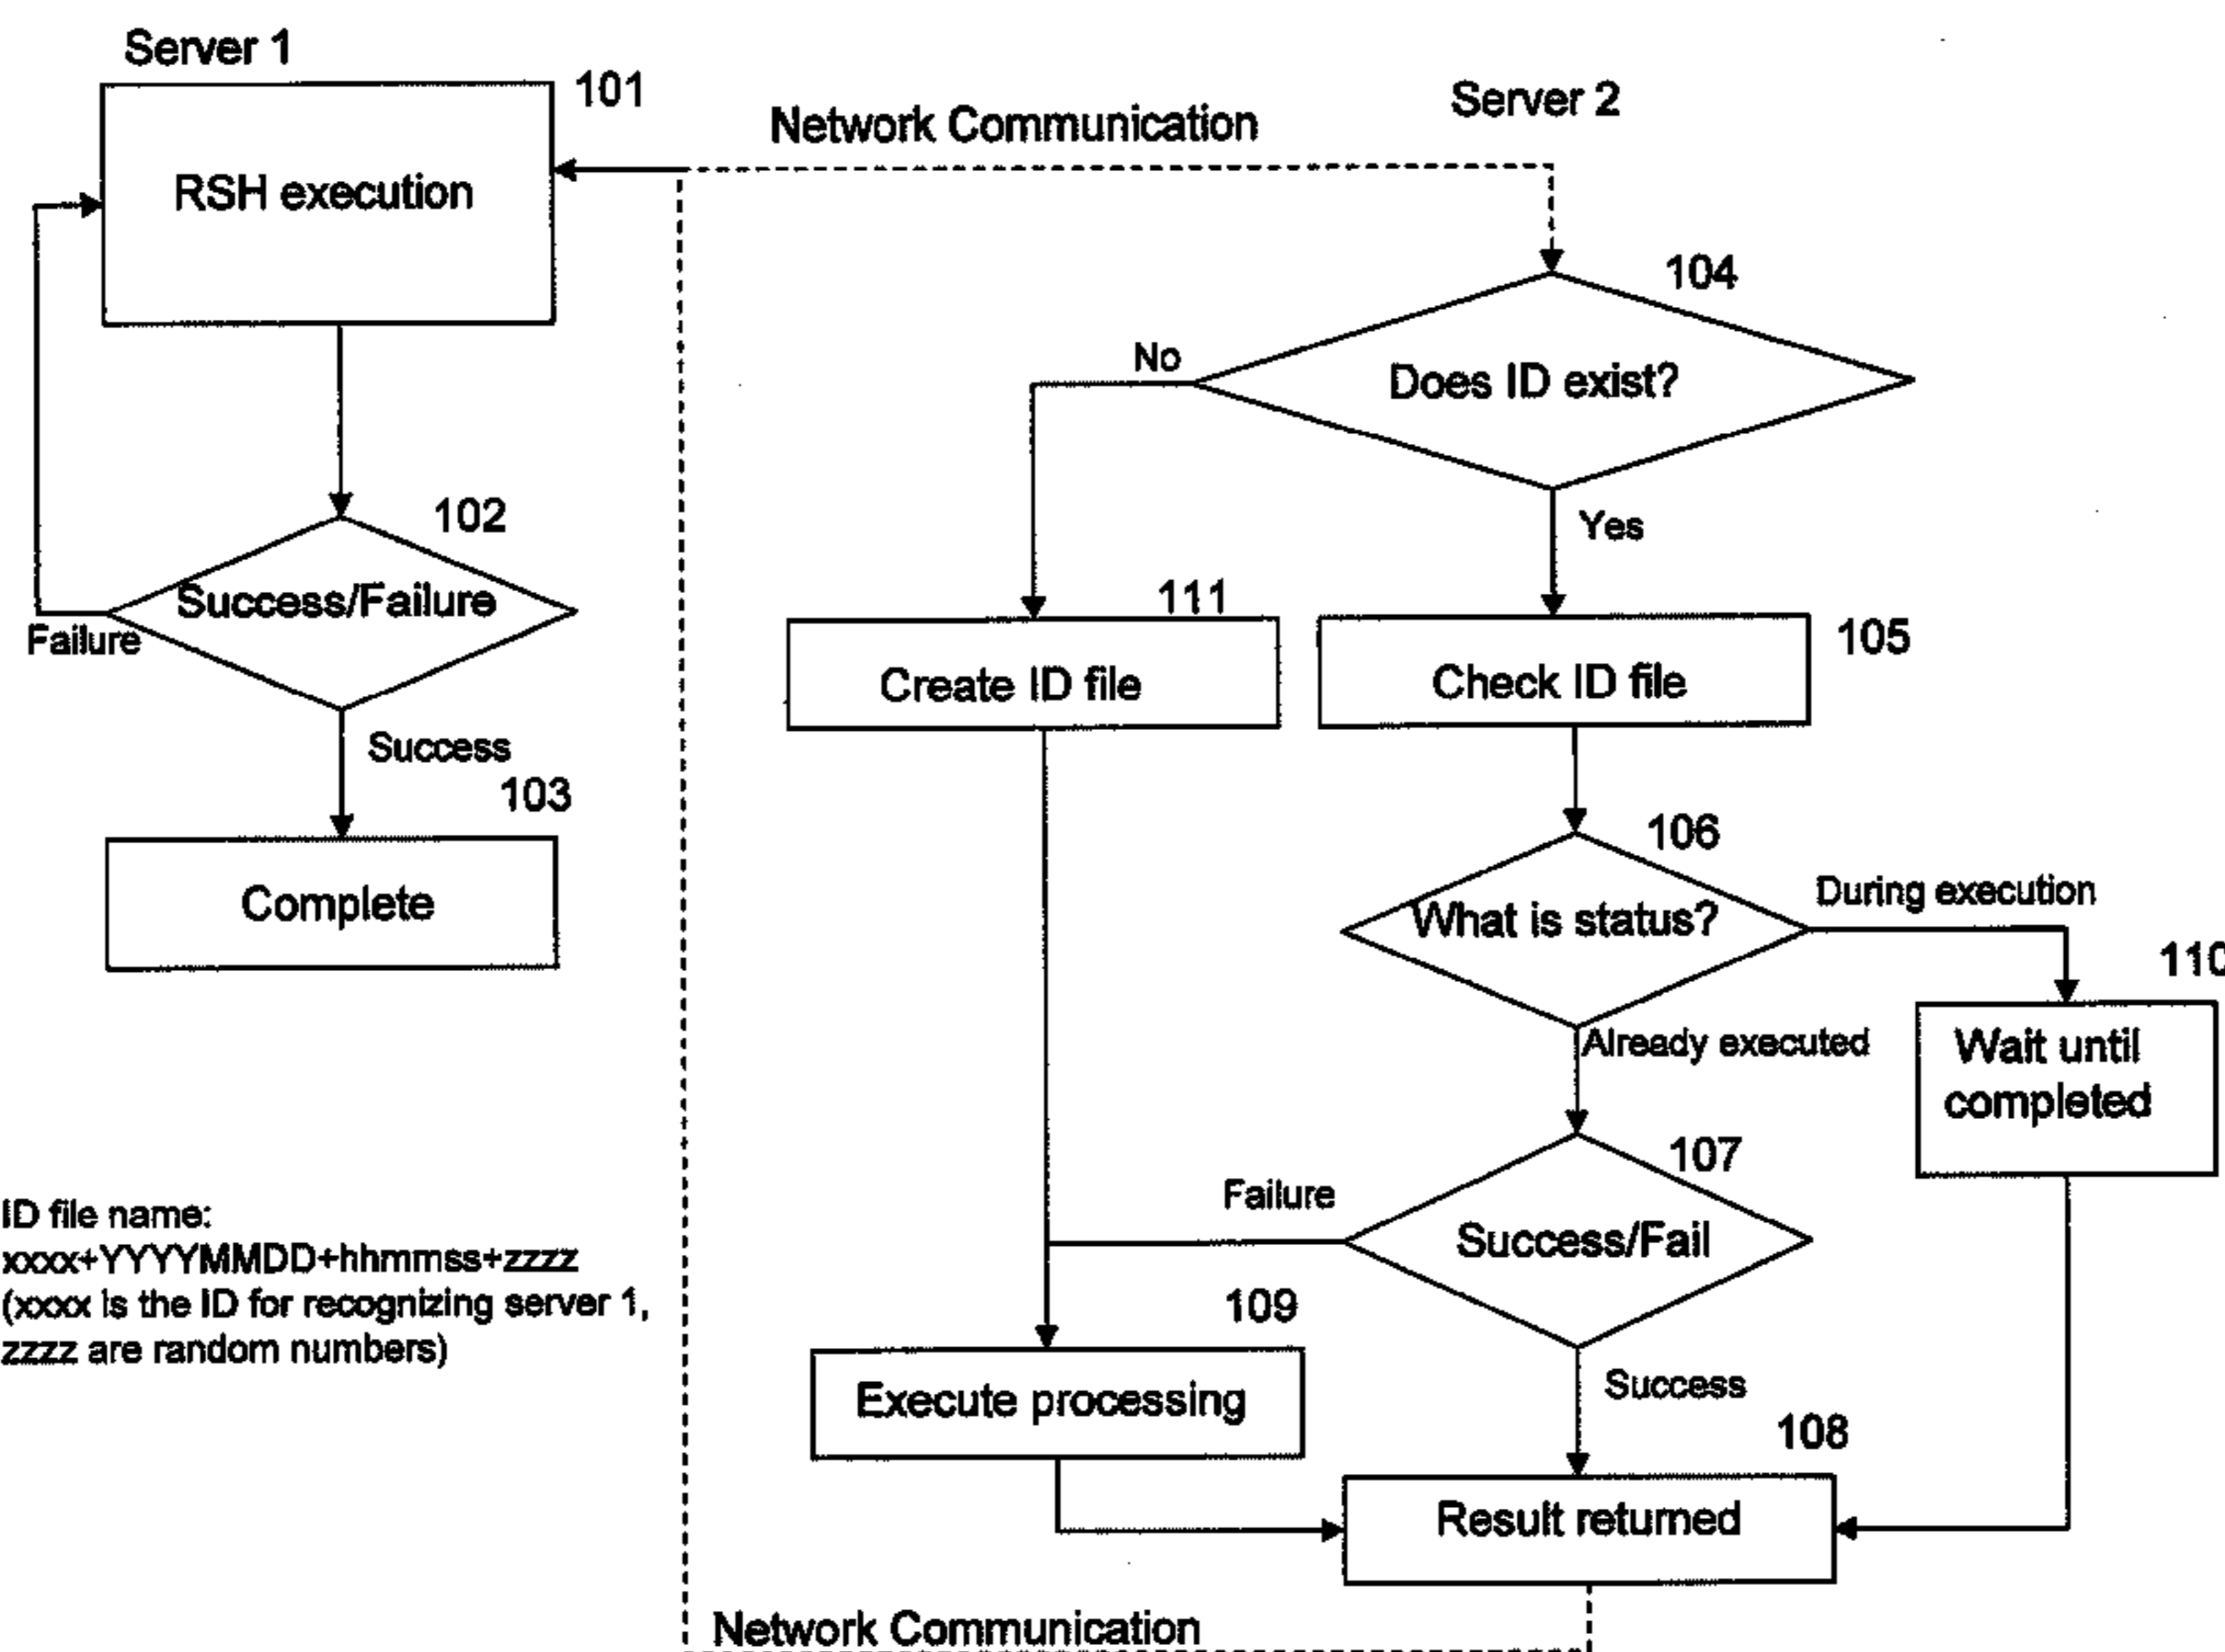 Server 1
101
RSH execution
102
Success/Failure
Failure
Success
103
Complete
ID file name:
xxxx+YYYYMMDD+hhmmss+zzzz
(xxxx is the ID for recognizing server 1,
zzzz are random numbers)
Network Communication
Server 2
104
Does ID exist?
No
Yes
111
Create ID file
105
Check ID file
106
What is status?
During execution
110
Wait until
completed
Already executed
107
Success/Fail
Failure
109
Execute processing
Success
108
Result returned
Network Communication